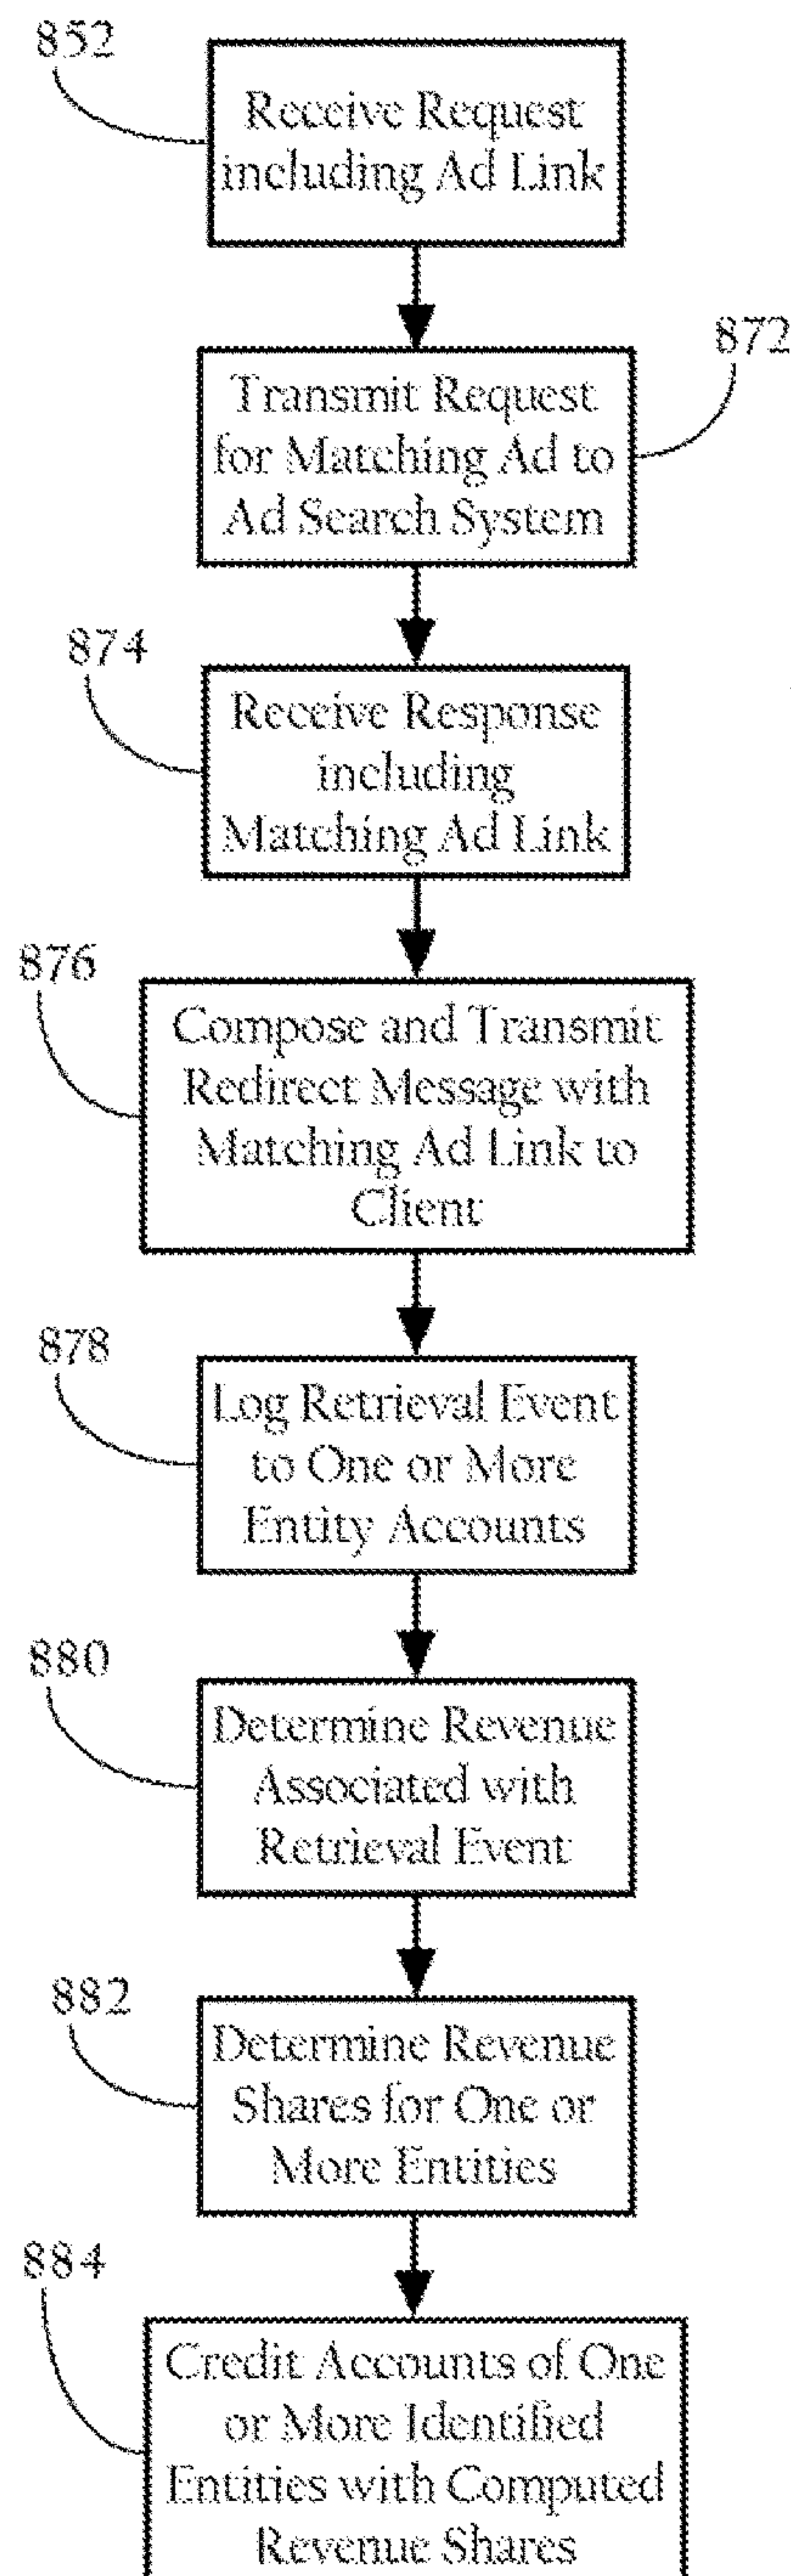 852
Receive Request
including Ad Link
872
Transmit Request
for Matching Ad to
Ad Search System
874
Receive Response
including
Matching Ad Link
876
Compose and Transmit
Redirect Message with
Matching Ad Link to
Client
878
Log Retrieval Event
to One or More
Entity Accounts
880
Determine Revenue
Associated with
Retrieval Event
882
Determine Revenue
Shares for One or
More Entities
884
Credit Accounts of One
or More Identified
Entities with Computed
Revenue Shares